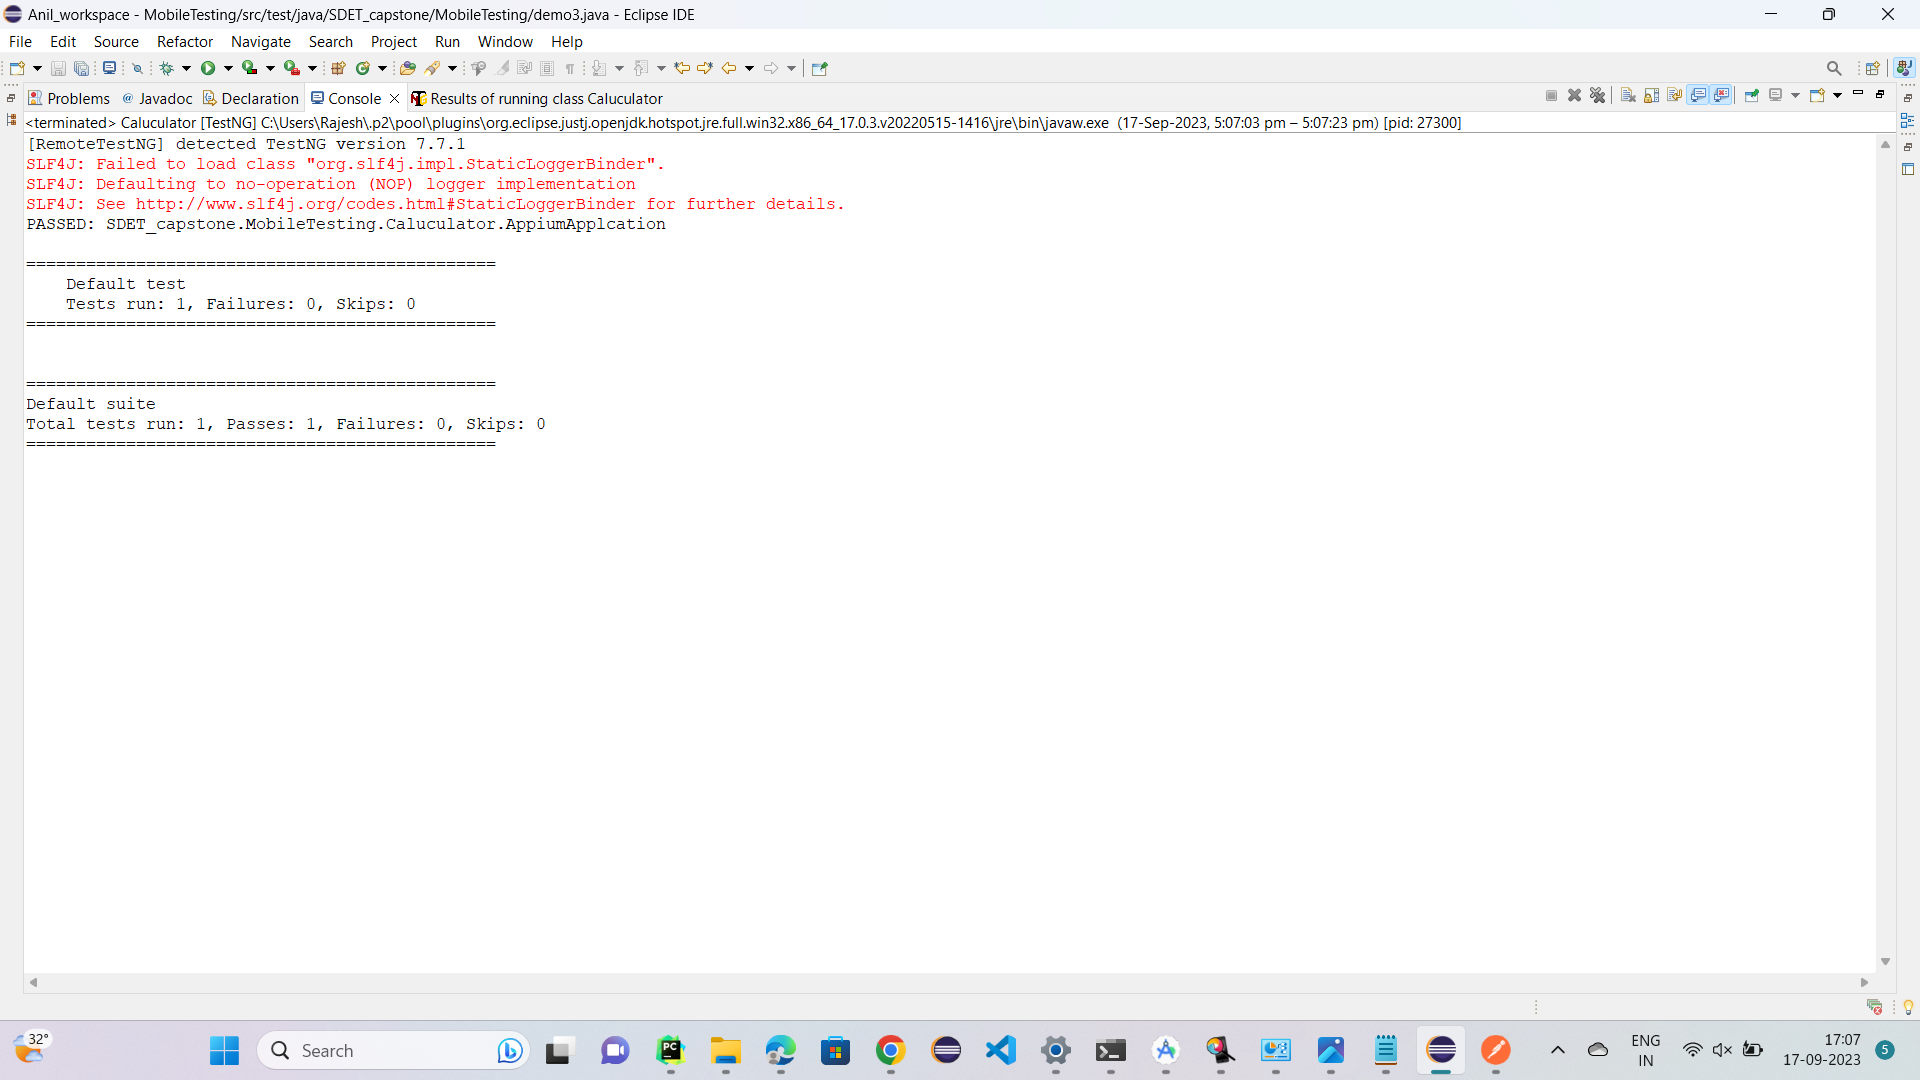 Anil_workspace - MobileTesting/src/test/java/SDET_capstone/MobileTesting/demo3.java - Eclipse IDE
File Edit Source Refactor Navigate Search Project Run Window Help
Problems @ Javadoc Declaration Console Results of running class Caluculator
<terminated> Caluculator [TestNG] C:\Users\Rajesh\.p2\pool\plugins\org.eclipse.justj.openjdk.hotspot.jre.full.win32.x86_64_17.0.3.v20220515-1416\jre\bin\javaw.exe (17-Sep-2023, 5:07:03 pm – 5:07:23 pm) [pid: 27300]
[RemoteTestNG] detected TestNG version 7.7.1
SLF4J: Failed to load class "org.slf4j.impl.StaticLoggerBinder".
SLF4J: Defaulting to no-operation (NOP) logger implementation
SLF4J: See http://www.slf4j.org/codes.html#StaticLoggerBinder for further details.
PASSED: SDET_capstone.MobileTesting.Caluculator.AppiumApplcation
===============================================
Default test
Tests run: 1, Failures: 0, Skips: 0
===============================================
===============================================
Default suite
Total tests run: 1, Passes: 1, Failures: 0, Skips: 0
===============================================
32°
Search
PC
ENG
IN
17:07
17-09-2023
5